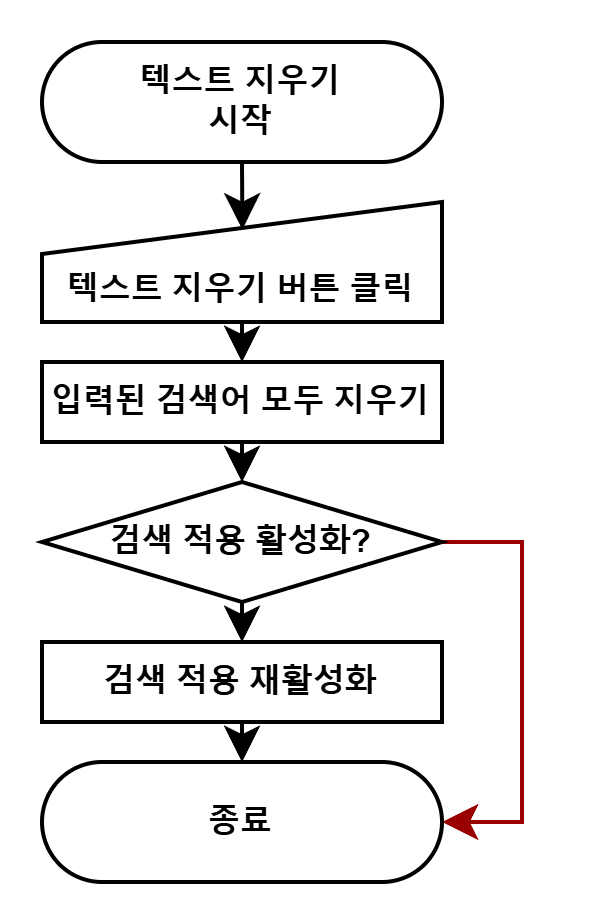 텍스트 지우기
시작
텍스트 지우기 버튼 클릭
입력된 검색어 모두 지우기
검색 적용 활성화?
검색 적용 재활성화
종료